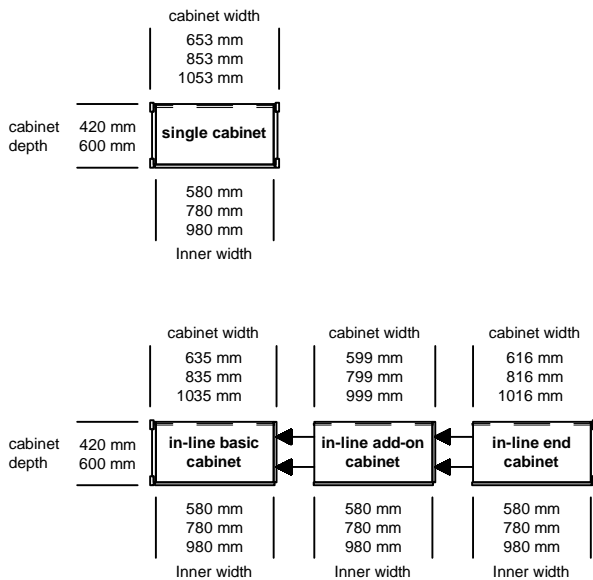 cabinet width
653 mm
853 mm
1053 mm
cabinet depth
420 mm
600 mm
single cabinet
580 mm
780 mm
980 mm
Inner width
cabinet width
635 mm
835 mm
1035 mm
cabinet width
599 mm
799 mm
999 mm
cabinet width
616 mm
816 mm
1016 mm
cabinet
depth
420 mm
600 mm
in-line basic
cabinet
in-line add-on
cabinet
in-line end
cabinet
580 mm
780 mm
980 mm
Inner width
580 mm
780 mm
980 mm
Inner width
580 mm
780 mm
980 mm
Inner width